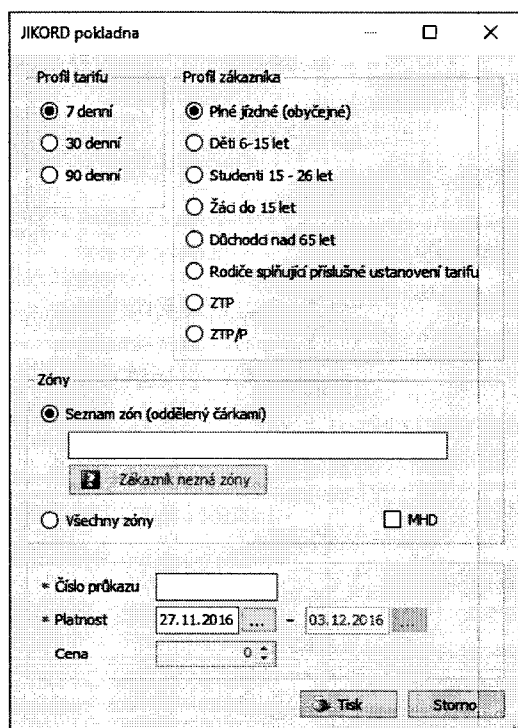 JIKORD pokladna
Profil tarifu
7 denní
30 denní
90 denní
Profil zákazníka
Plné jízdné (obyčejné)
Děti 6-15 let
Studenti 15 - 26 let
Žáci do 15 let
Důchodci nad 65 let
Rodiče splňující příslušné ustanovení tarifu
ZTP
ZTP/P
Zóny
Seznam zón (oddělený čárkami)
Zákazník nezná zóny
Všechny zóny
MHD
* Číslo průkazu
* Platnost 27.11.2016 ... - 03.12.2016 ...
Cena 0
Tisk Storno